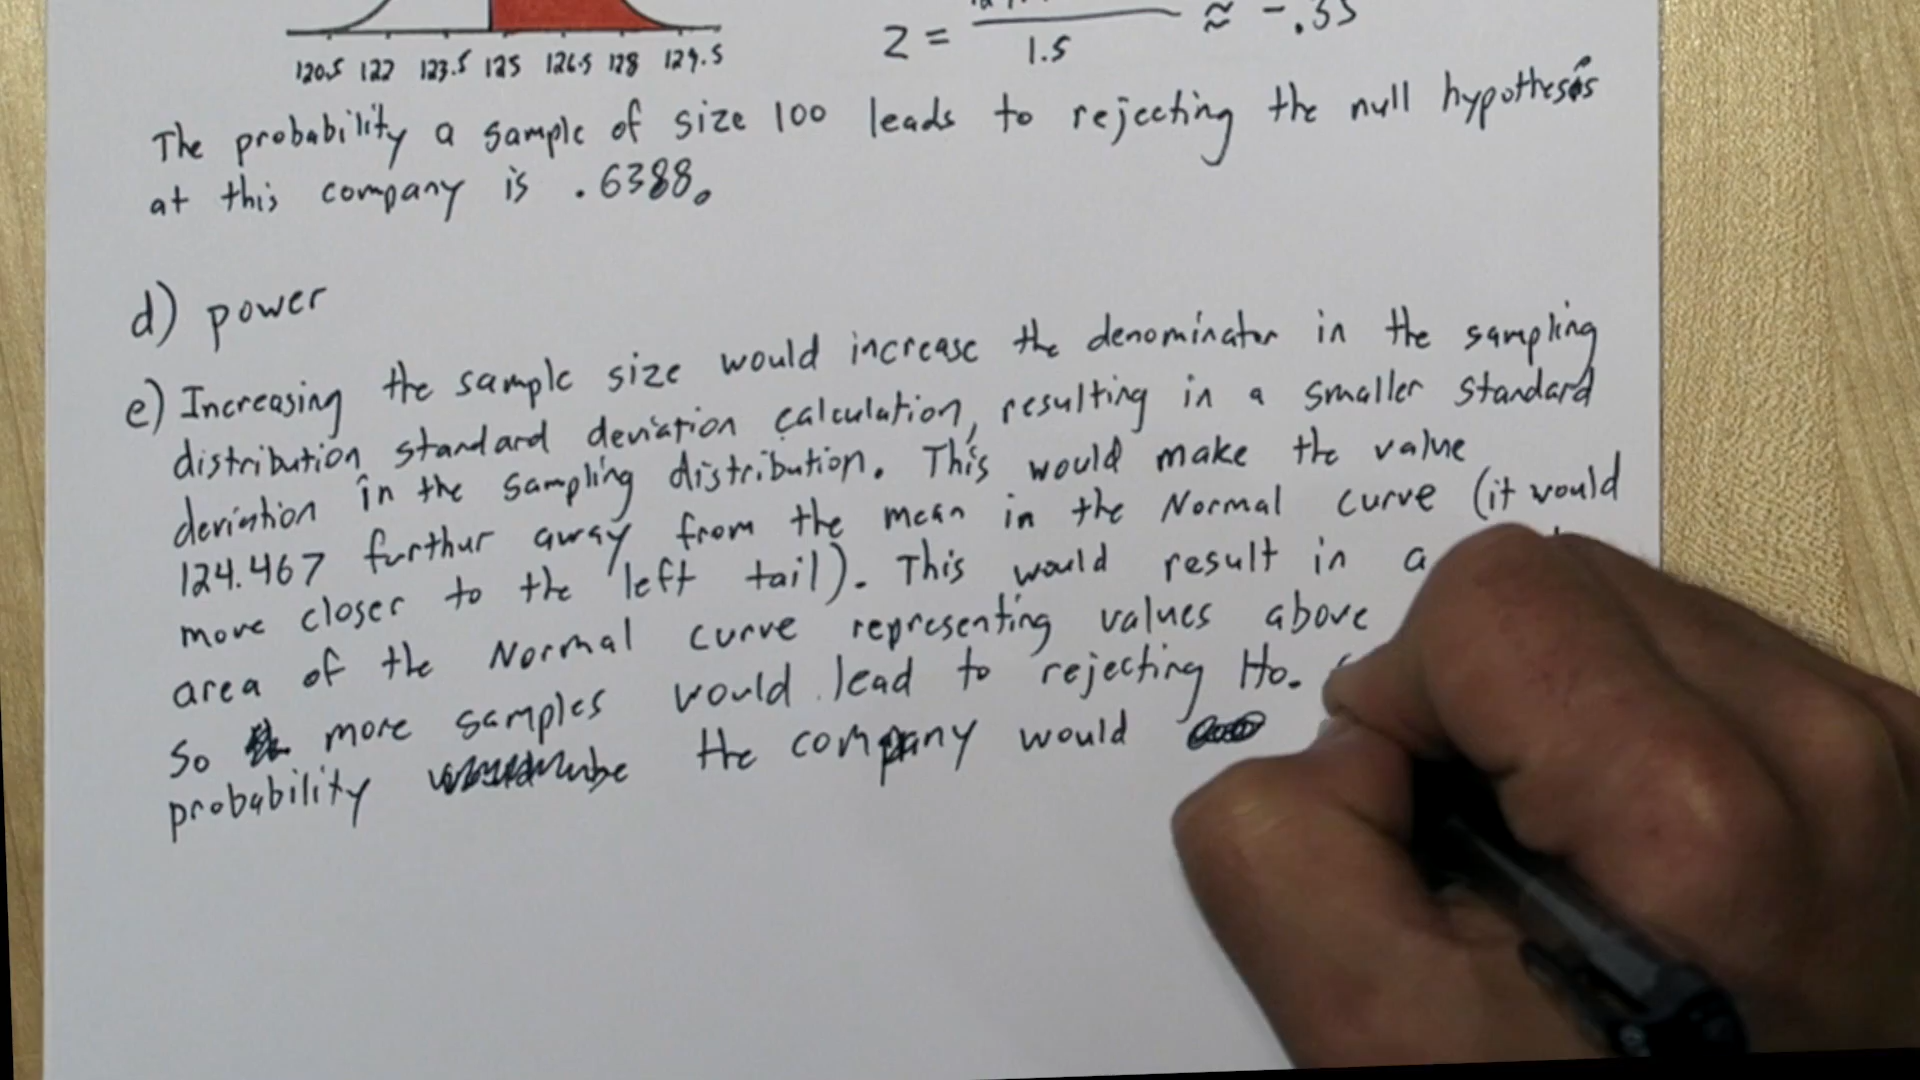 120.5 122 123.5 125 126.5 128 129.5
z = 1.5 ≈ -.35
The probability a sample of size 100 leads to rejecting the null hypothesis
at this company is .6388.
d) power
e) Increasing the sample size would increase the denominator in the sampling
distribution standard deviation calculation, resulting in a smaller standard
deviation in the sampling distribution. This would make the value
124.467 furthur away from the mean in the Normal curve (it would
move closer to the left tail). This would result in a
area of the Normal curve representing values above
so more samples would lead to rejecting Ho.
probability be the company would